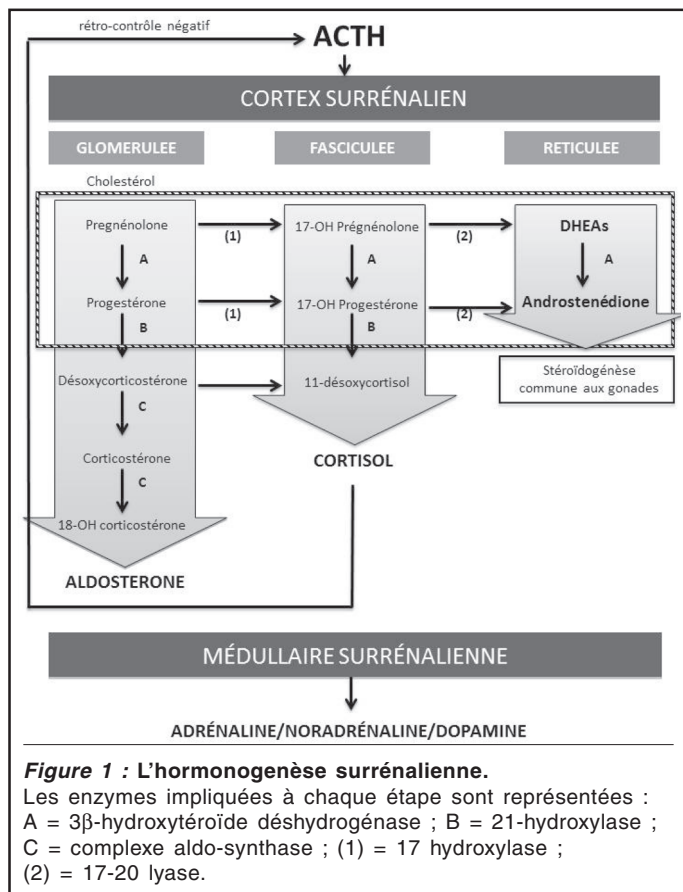 rétro-contrôle négatif
ACTH
CORTEX SURRÉNALIEN
GLOMERULEE
FASCICULEE
RETICULEE
Cholestérol
Pregnénolone
(1)
17-OH Prégnénolone
(2)
DHEAs
A
A
A
Progestérone
(1)
17-OH Progestérone
(2)
Androstenédione
B
B
Désoxycorticostérone
11-désoxycortisol
Stéroïdogénèse
commune aux gonades
C
Corticostérone
CORTISOL
C
18-OH corticostérone
ALDOSTERONE
MÉDULLAIRE SURRÉNALIENNE
ADRÉNALINE/NORADRÉNALINE/DOPAMINE
Figure 1 : L'hormonogenèse surrénalienne.
Les enzymes impliquées à chaque étape sont représentées :
A = 3β-hydroxytéroïde déshydrogénase ; B = 21-hydroxylase ;
C = complexe aldo-synthase ; (1) = 17 hydroxylase ;
(2) = 17-20 lyase.